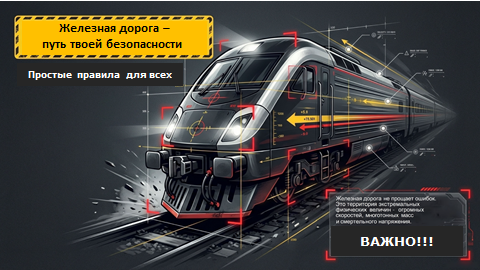 Железная дорога –
путь твоей безопасности
Простые правила для всех
Железная дорога не прощает ошибок.
Это территория экстремальных
физических величин - огромных
скоростей, многотонных масс
и смертельного напряжения.
ВАЖНО!!!